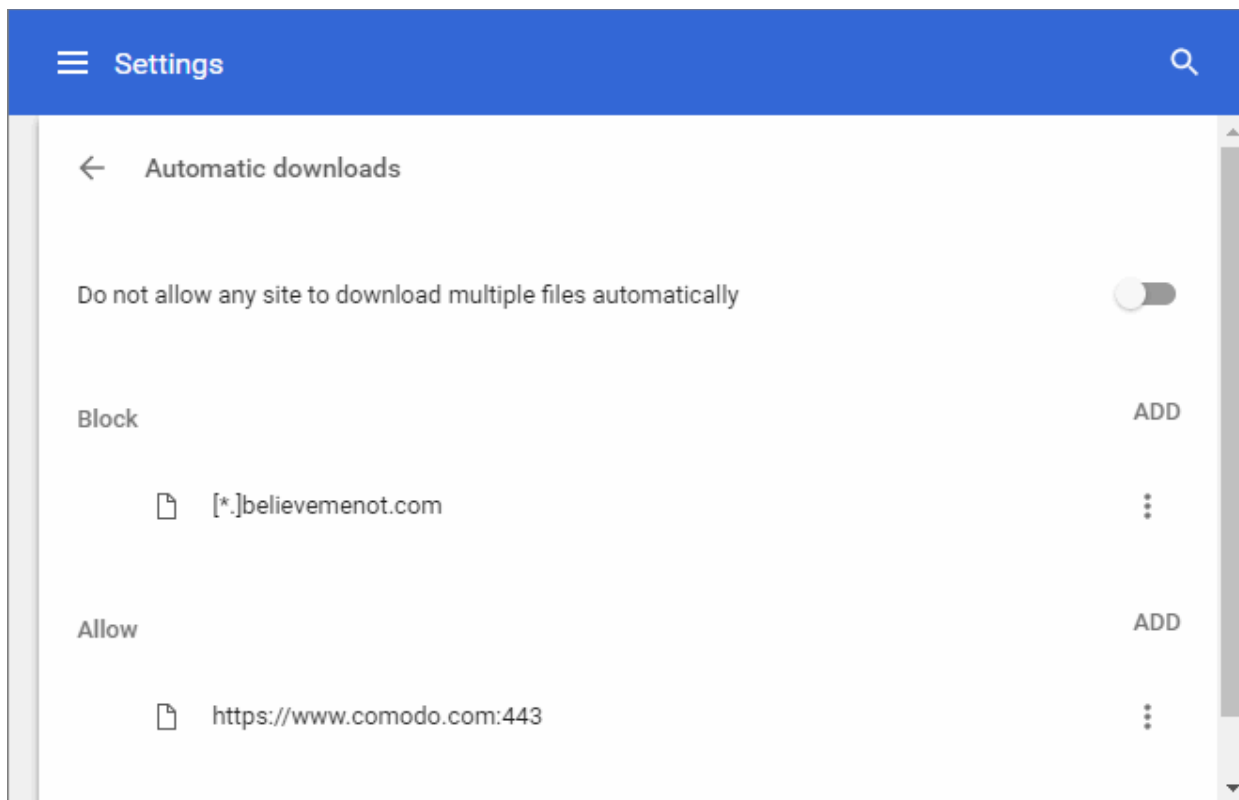 Settings
Automatic downloads
Do not allow any site to download multiple files automatically
Block
ADD
[*.]believemenot.com
Allow
ADD
https://www.comodo.com:443